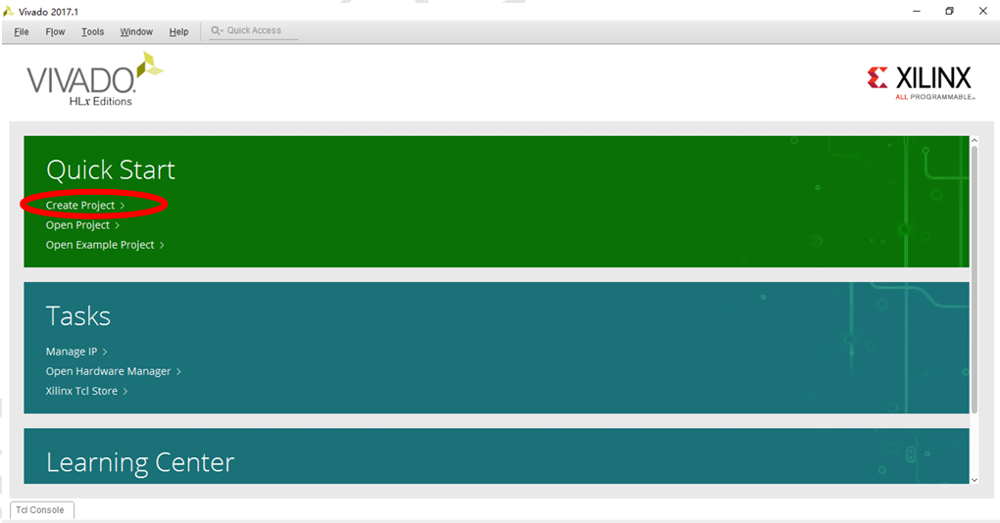 Vivado 2017.1
File Flow Tools Window Help Quick Access
VIVADO.
HLx Editions
XILINX
ALL PROGRAMMABLE™
Quick Start
Create Project >
Open Project >
Open Example Project >
Tasks
Manage IP >
Open Hardware Manager >
Xilinx Tcl Store >
Learning Center
Tcl Console